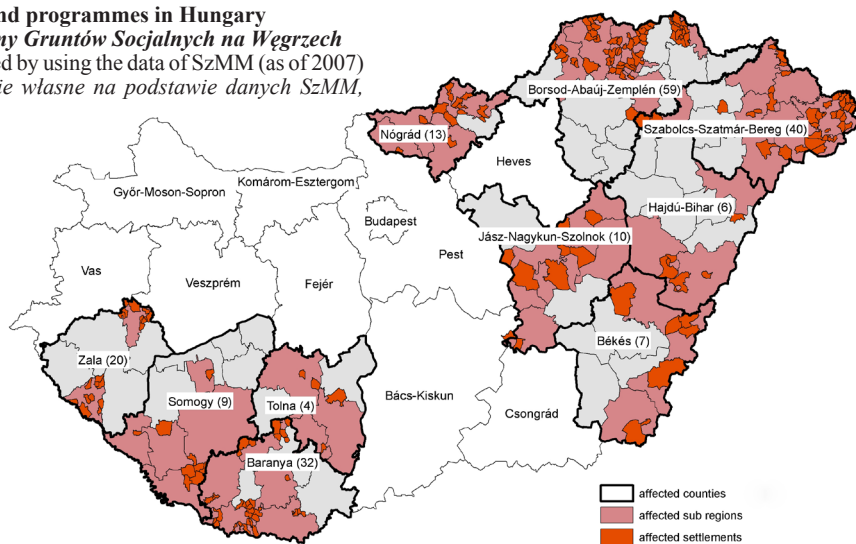 nd programmes in Hungary
ny Gruntów Socjalnych na Węgrzech
ed by using the data of SzMM (as of 2007)
ie własne na podstawie danych SzMM,
Borsod-Abaúj-Zemplén (59)
Nógrád (13)
Szabolcs-Szatmár-Bereg (40)
Heves
Komárom-Esztergom
Győr-Moson-Sopron
Hajdú-Bihar (6)
Budapest
Jász-Nagykun-Szolnok (10)
Pest
Vas
Veszprém
Fejér
Békés (7)
Zala (20)
Somogy (9)
Tolna (4)
Bács-Kiskun
Csongrád
Baranya (32)
affected counties
affected sub regions
affected settlements